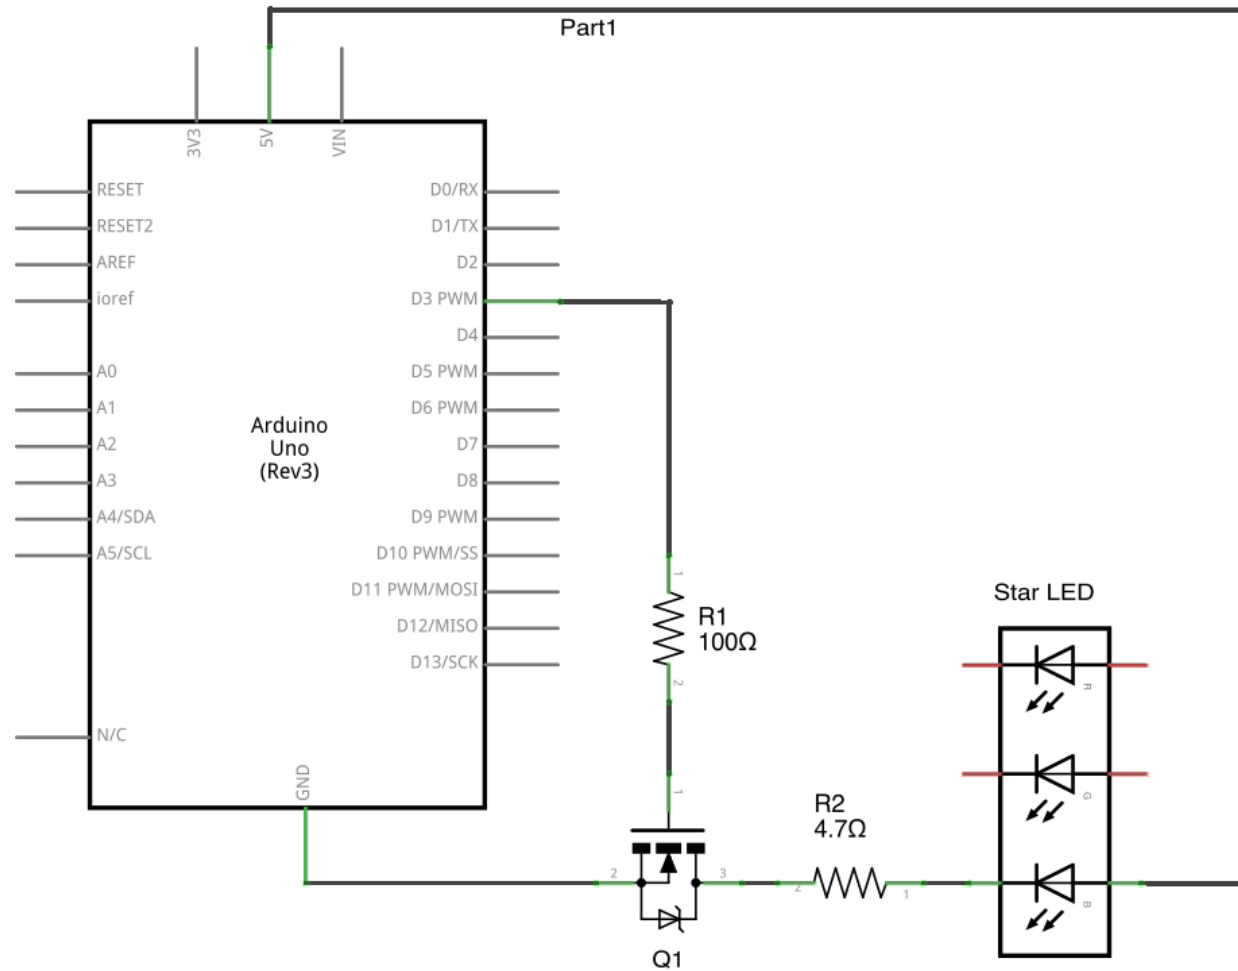 Part1
3V3
5V
VIN
RESET
RESET2
AREF
ioref
A0
A1
A2
A3
A4/SDA
A5/SCL
N/C
Arduino
Uno
(Rev3)
D0/RX
D1/TX
D2
D3 PWM
D4
D5 PWM
D6 PWM
D7
D8
D9 PWM
D10 PWM/SS
D11 PWM/MOSI
D12/MISO
D13/SCK
GND
1
R1
100Ω
2
1
2
3
Q1
R2
4.7Ω
2
1
Star LED
R
G
B